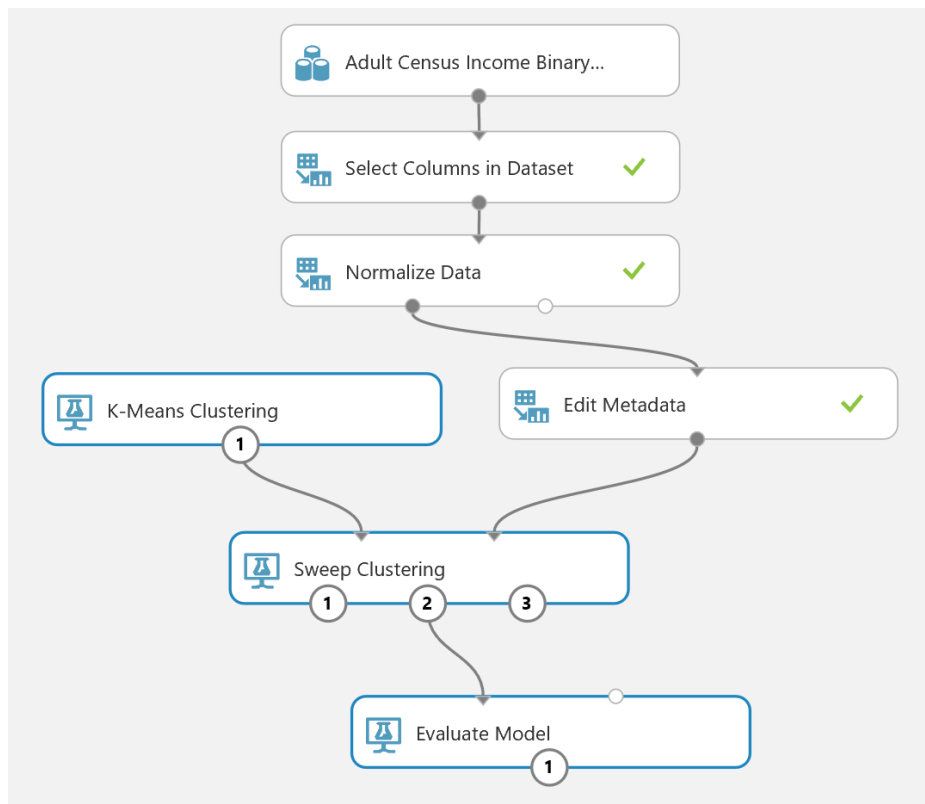 Adult Census Income Binary...
Select Columns in Dataset
Normalize Data
K-Means Clustering
1
Edit Metadata
Sweep Clustering
1 2 3
Evaluate Model
1